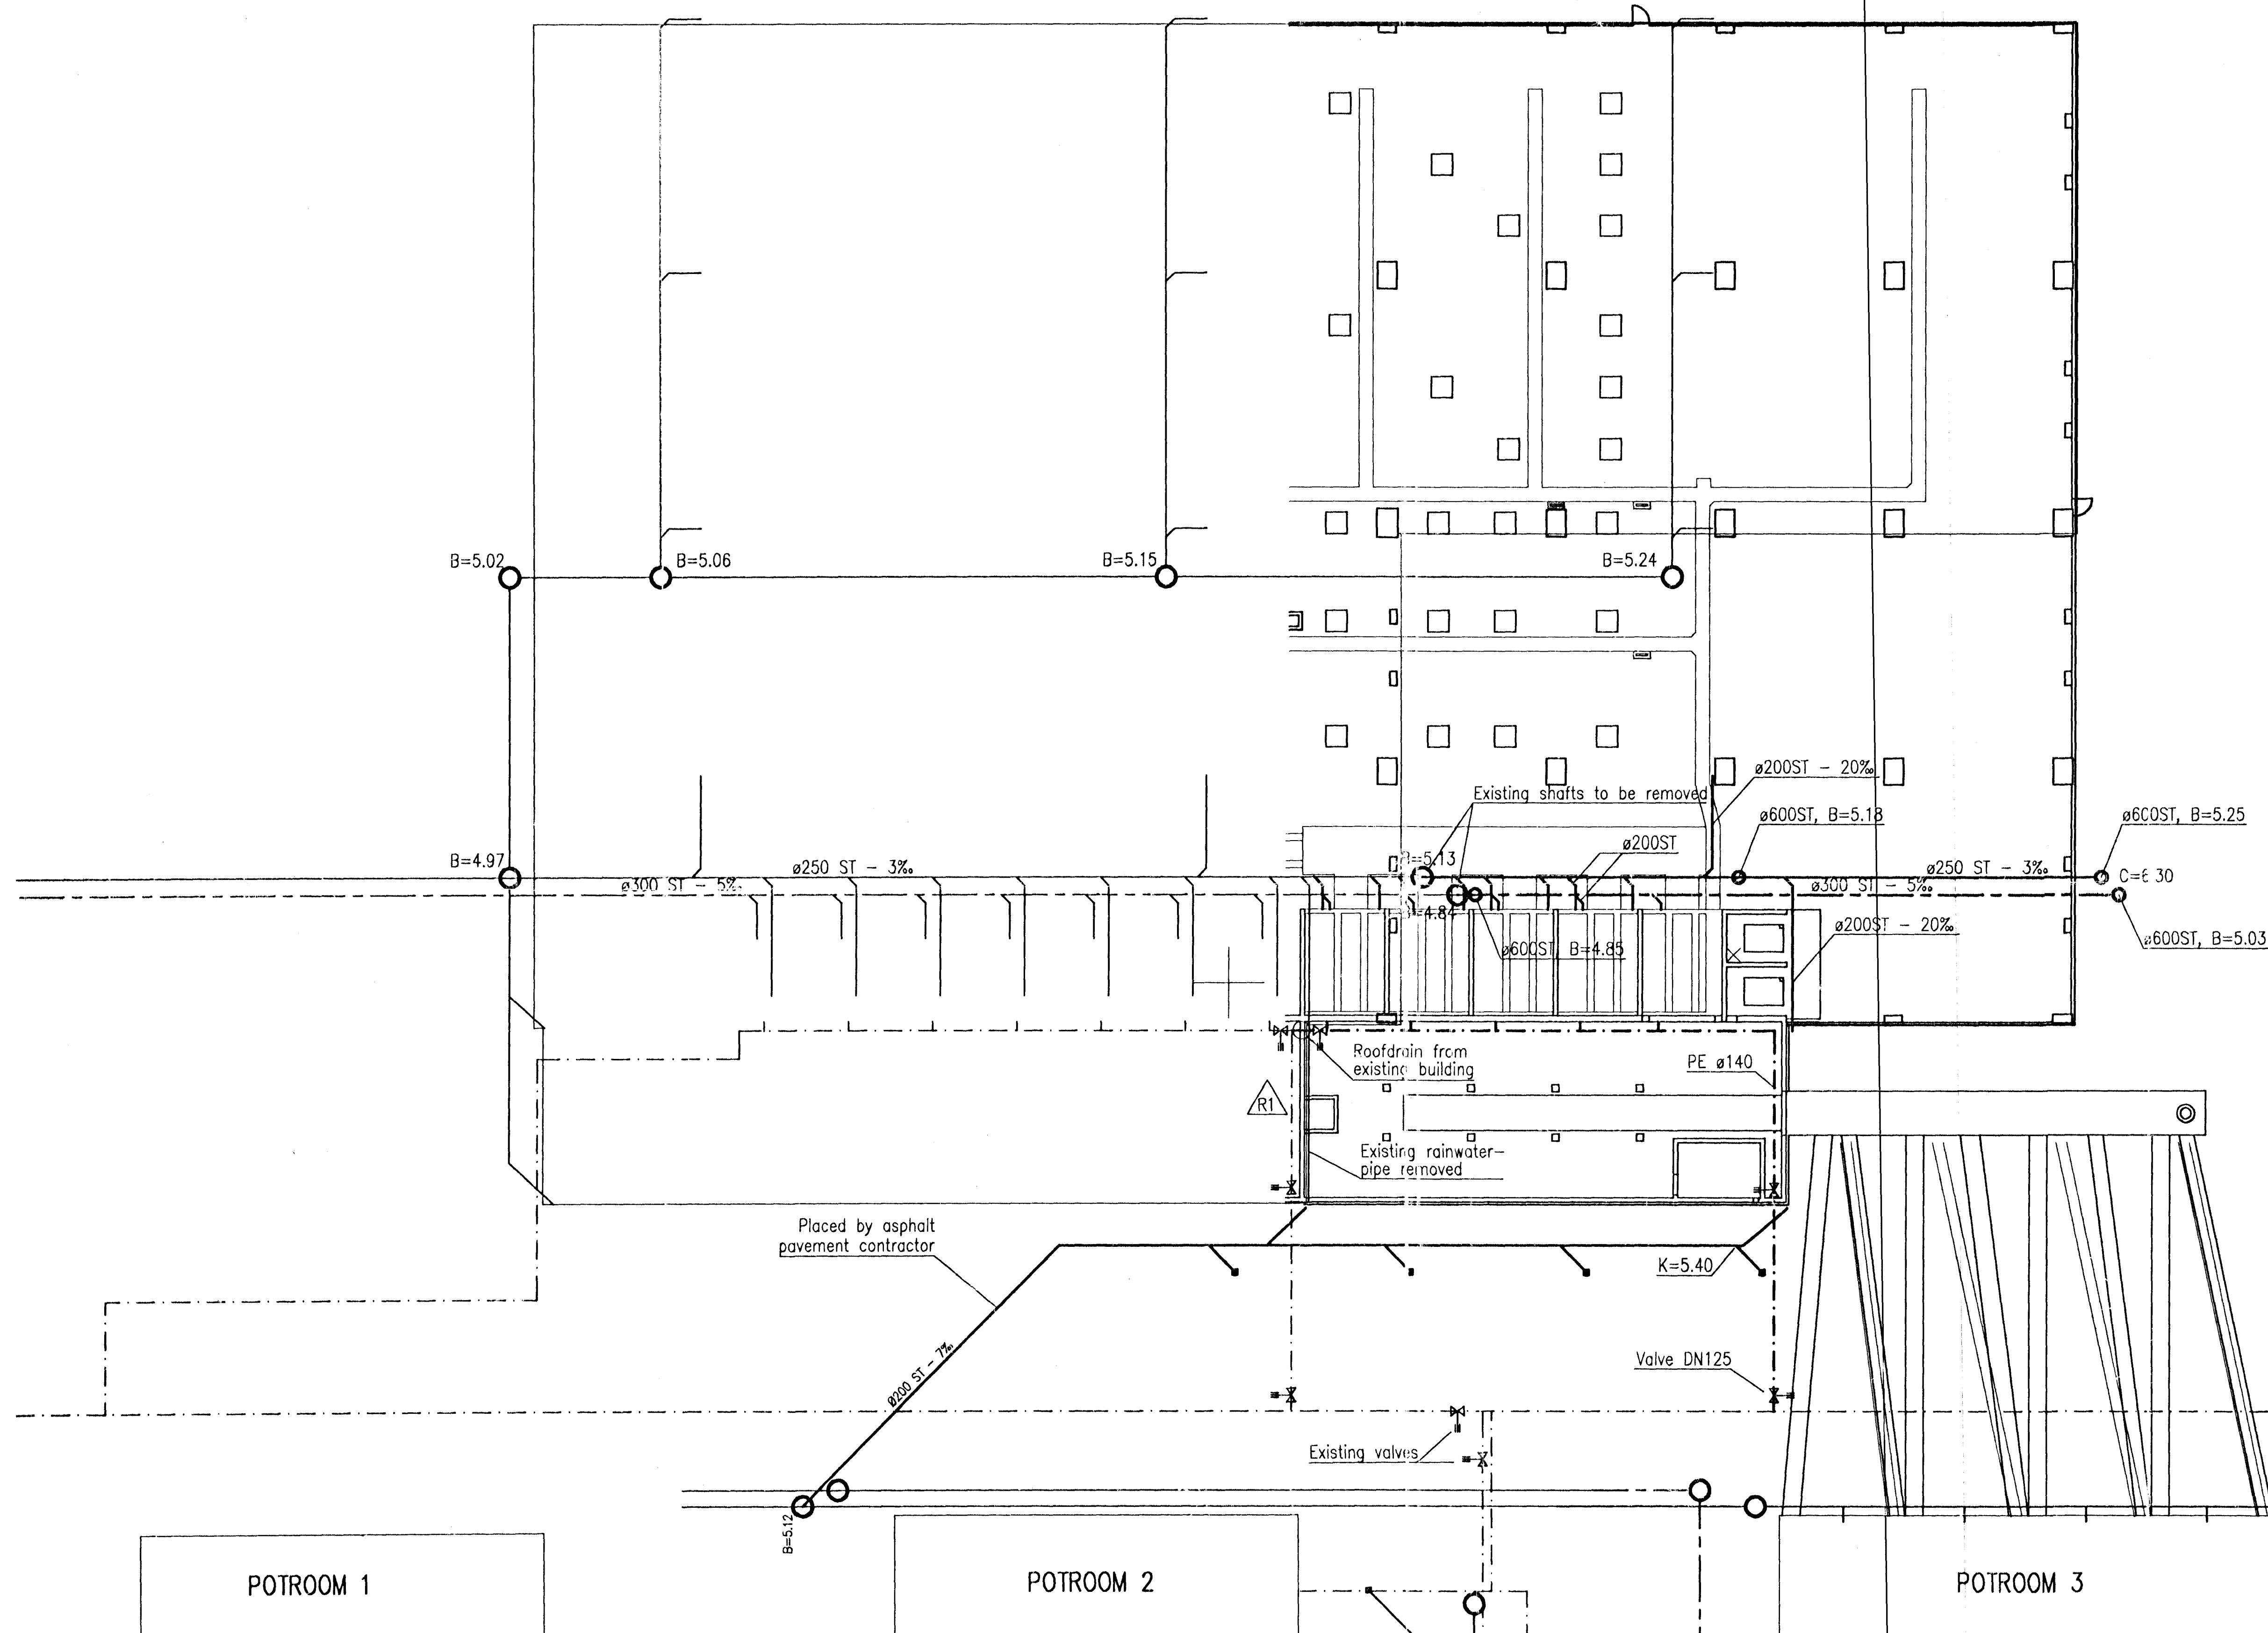 B=5.02
B=5.06
B=5.15
B=5.24
ø200ST - 20‰
Existing shafts to be removed
ø600ST, B=5.18
ø600ST, B=5.25
ø200ST
B=4.97
ø250 ST - 3‰
ø300 ST - 5‰
=5.13
ø250 ST - 3‰
ø300 ST - 5‰
C=6.30
=4.84
ø200ST - 20‰
ø600ST, B=5.03
ø600ST, B=4.85
Roofdrain from
existing building
PE ø140
R1
Existing rainwater-
pipe removed
Placed by asphalt
pavement contractor
K=5.40
ø200 ST - 7‰
Valve DN125
Existing valves
B=5.12
POTROOM 1
POTROOM 2
POTROOM 3